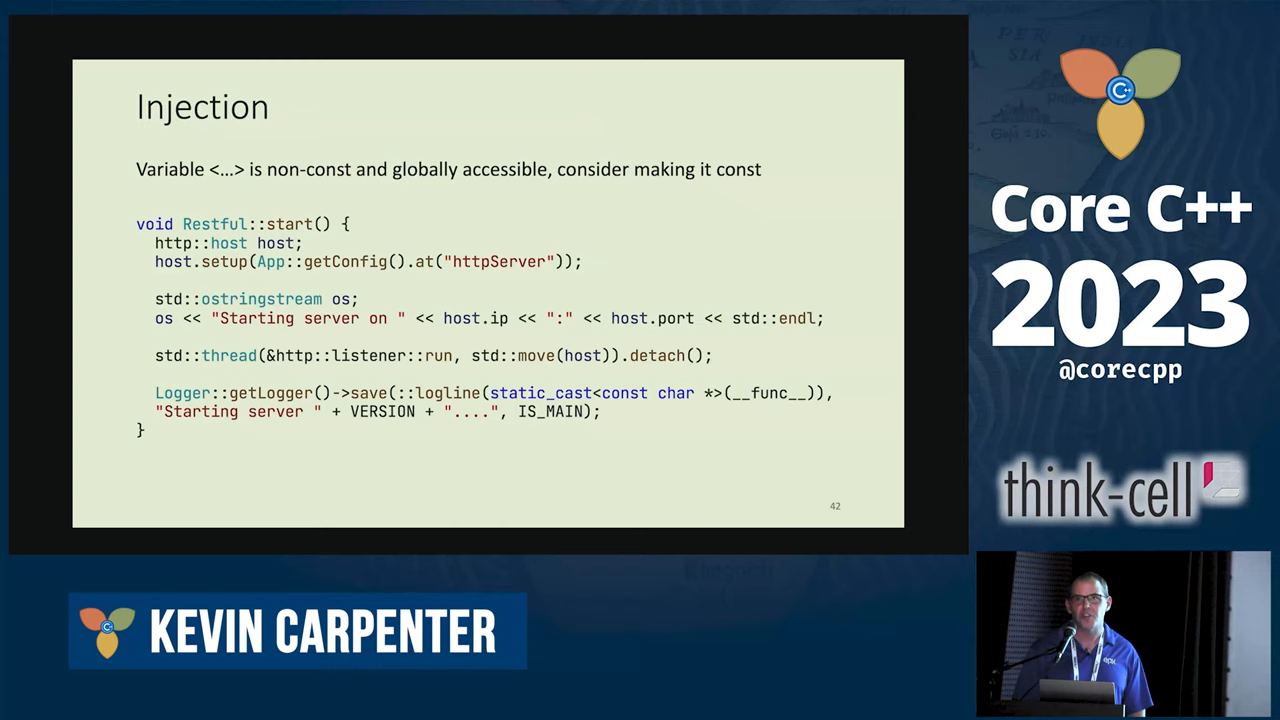 Injection
Variable <...> is non-const and globally accessible, consider making it const
void Restful::start() {
http::host host;
host.setup(App::getConfig().at("httpServer"));
std::ostringstream os;
os << "Starting server on " << host.ip << ":" << host.port << std::endl;
std::thread(&http::listener::run, std::move(host)).detach();
Logger::getLogger()->save(::logline(static_cast<const char *>(__func__)),
"Starting server " + VERSION + "....", IS_MAIN);
}
42
C++
Core C++
2023
@corecpp
think-cell
C++
KEVIN CARPENTER